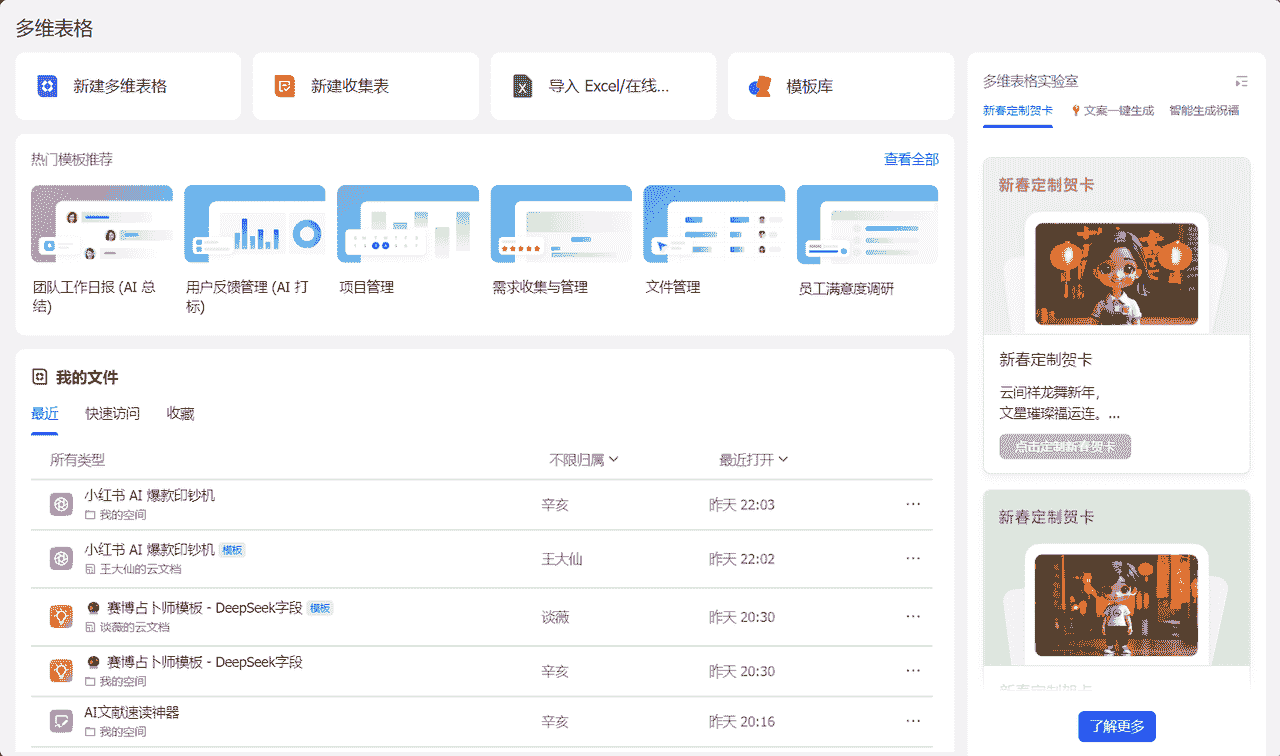 多维表格
新建多维表格
新建收集表
导入 Excel/在线...
模板库
热门模板推荐
查看全部
团队工作日报 (AI 总
结)
用户反馈管理 (AI 打
标)
项目管理
需求收集与管理
文件管理
员工满意度调研
我的文件
最近 快速访问 收藏
所有类型 不限归属 最近打开
小红书 AI 爆款印钞机
我的空间
辛亥 昨天 22:03 ...
小红书 AI 爆款印钞机 模板
王大仙的云文档
王大仙 昨天 22:02 ...
赛博占卜师模板 - DeepSeek字段 模板
谈薇的云文档
谈薇 昨天 20:30 ...
赛博占卜师模板 - DeepSeek字段
我的空间
辛亥 昨天 20:30 ...
AI文献速读神器
我的空间
辛亥 昨天 20:16 ...
多维表格实验室
新春定制贺卡 文案一键生成 智能生成祝福
新春定制贺卡
新春定制贺卡
云间祥龙舞新年，
文星璀璨福运连。...
点击定制新春贺卡
新春定制贺卡
新春定制贺卡
了解更多